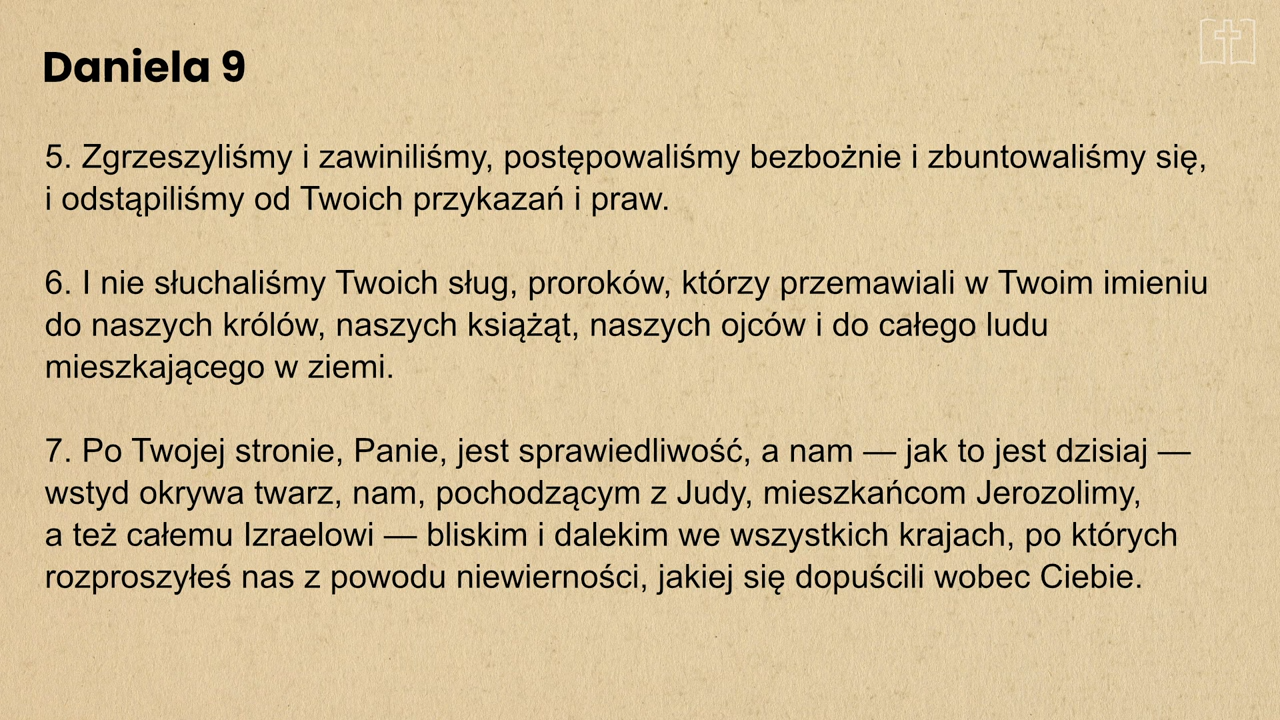 Daniela 9
5. Zgrzeszyliśmy i zawiniliśmy, postępowaliśmy bezbożnie i zbuntowaliśmy się,
i odstąpiliśmy od Twoich przykazań i praw.
6. I nie słuchaliśmy Twoich sług, proroków, którzy przemawiali w Twoim imieniu
do naszych królów, naszych książąt, naszych ojców i do całego ludu
mieszkającego w ziemi.
7. Po Twojej stronie, Panie, jest sprawiedliwość, a nam — jak to jest dzisiaj —
wstyd okrywa twarz, nam, pochodzącym z Judy, mieszkańcom Jerozolimy,
a też całemu Izraelowi — bliskim i dalekim we wszystkich krajach, po których
rozproszyłeś nas z powodu niewierności, jakiej się dopuścili wobec Ciebie.